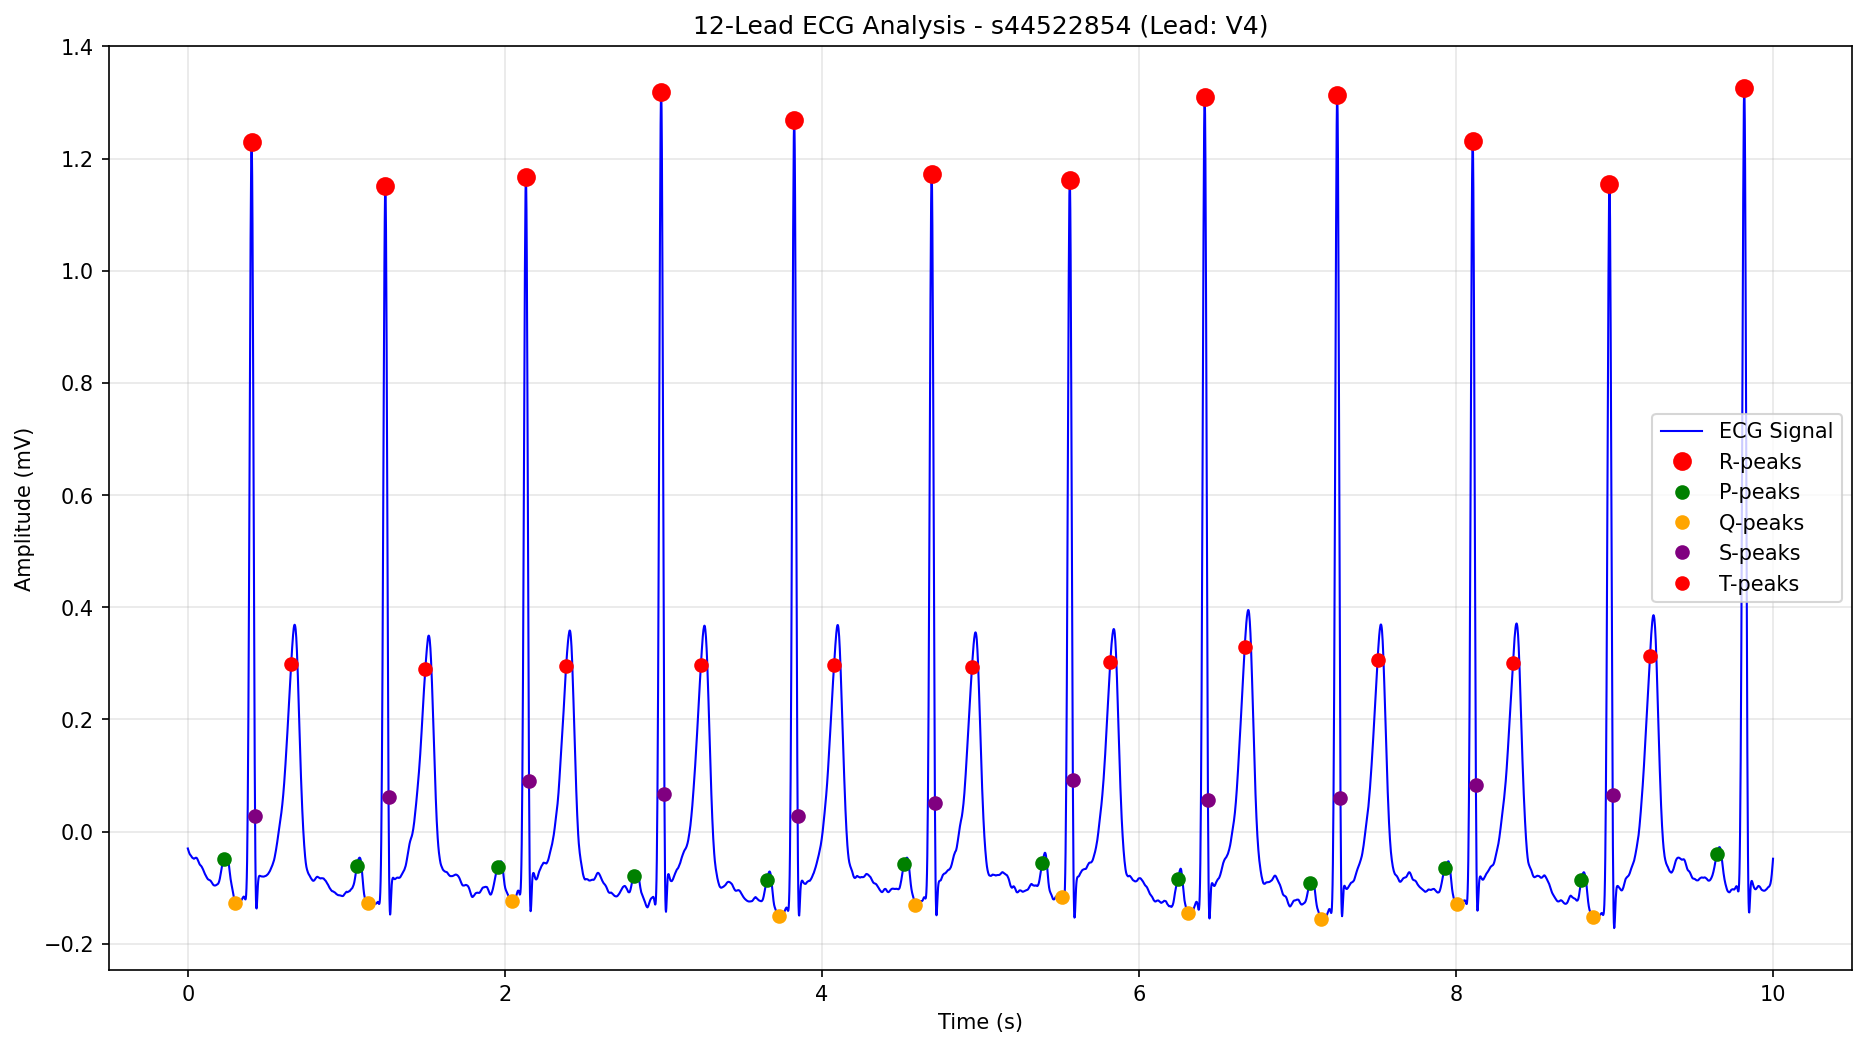 12-Lead ECG Analysis - s44522854 (Lead: V4)
Amplitude (mV)
1.4
1.2
1.0
0.8
0.6
0.4
0.2
0.0
−0.2
ECG Signal
R-peaks
P-peaks
Q-peaks
S-peaks
T-peaks
0 2 4 6 8 10
Time (s)